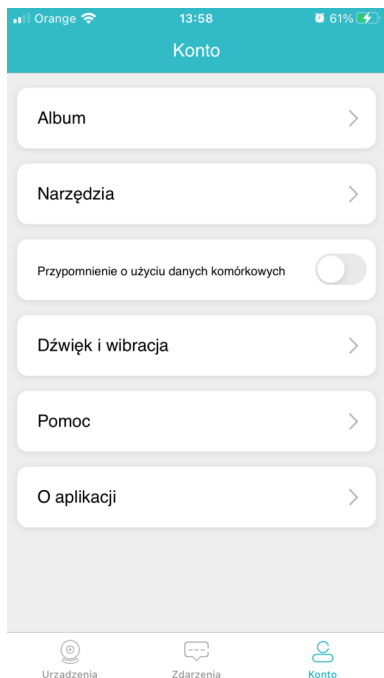 Orange 13:58 61%
Konto
Album
Narzędzia
Przypomnienie o użyciu danych komórkowych
Dźwięk i wibracja
Pomoc
O aplikacji
Urzadzenia Zdarzenia Konto